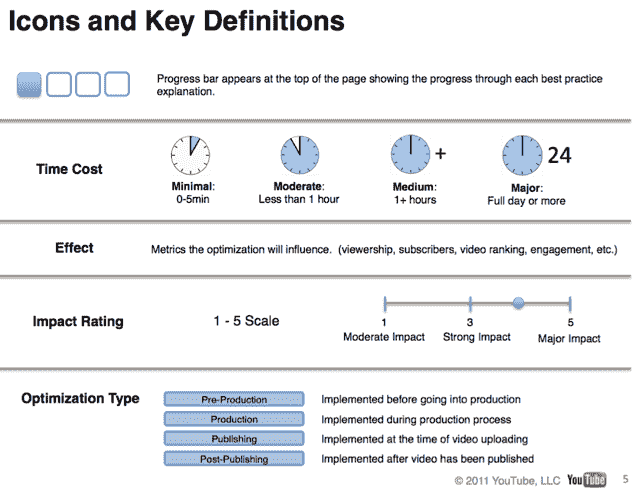 Icons and Key Definitions
Progress bar appears at the top of the page showing the progress through each best practice
explanation.
Time Cost
+ 24
Minimal: Moderate: Medium: Major:
0-5min Less than 1 hour 1+ hours Full day or more
Effect Metrics the optimization will influence. (viewership, subscribers, video ranking, engagement, etc.)
Impact Rating 1 - 5 Scale
1 3 5
Moderate Impact Strong Impact Major Impact
Optimization Type
Pre-Production Implemented before going into production
Production Implemented during production process
Publishing Implemented at the time of video uploading
Post-Publishing Implemented after video has been published
© 2011 YouTube, LLC YouTube 5